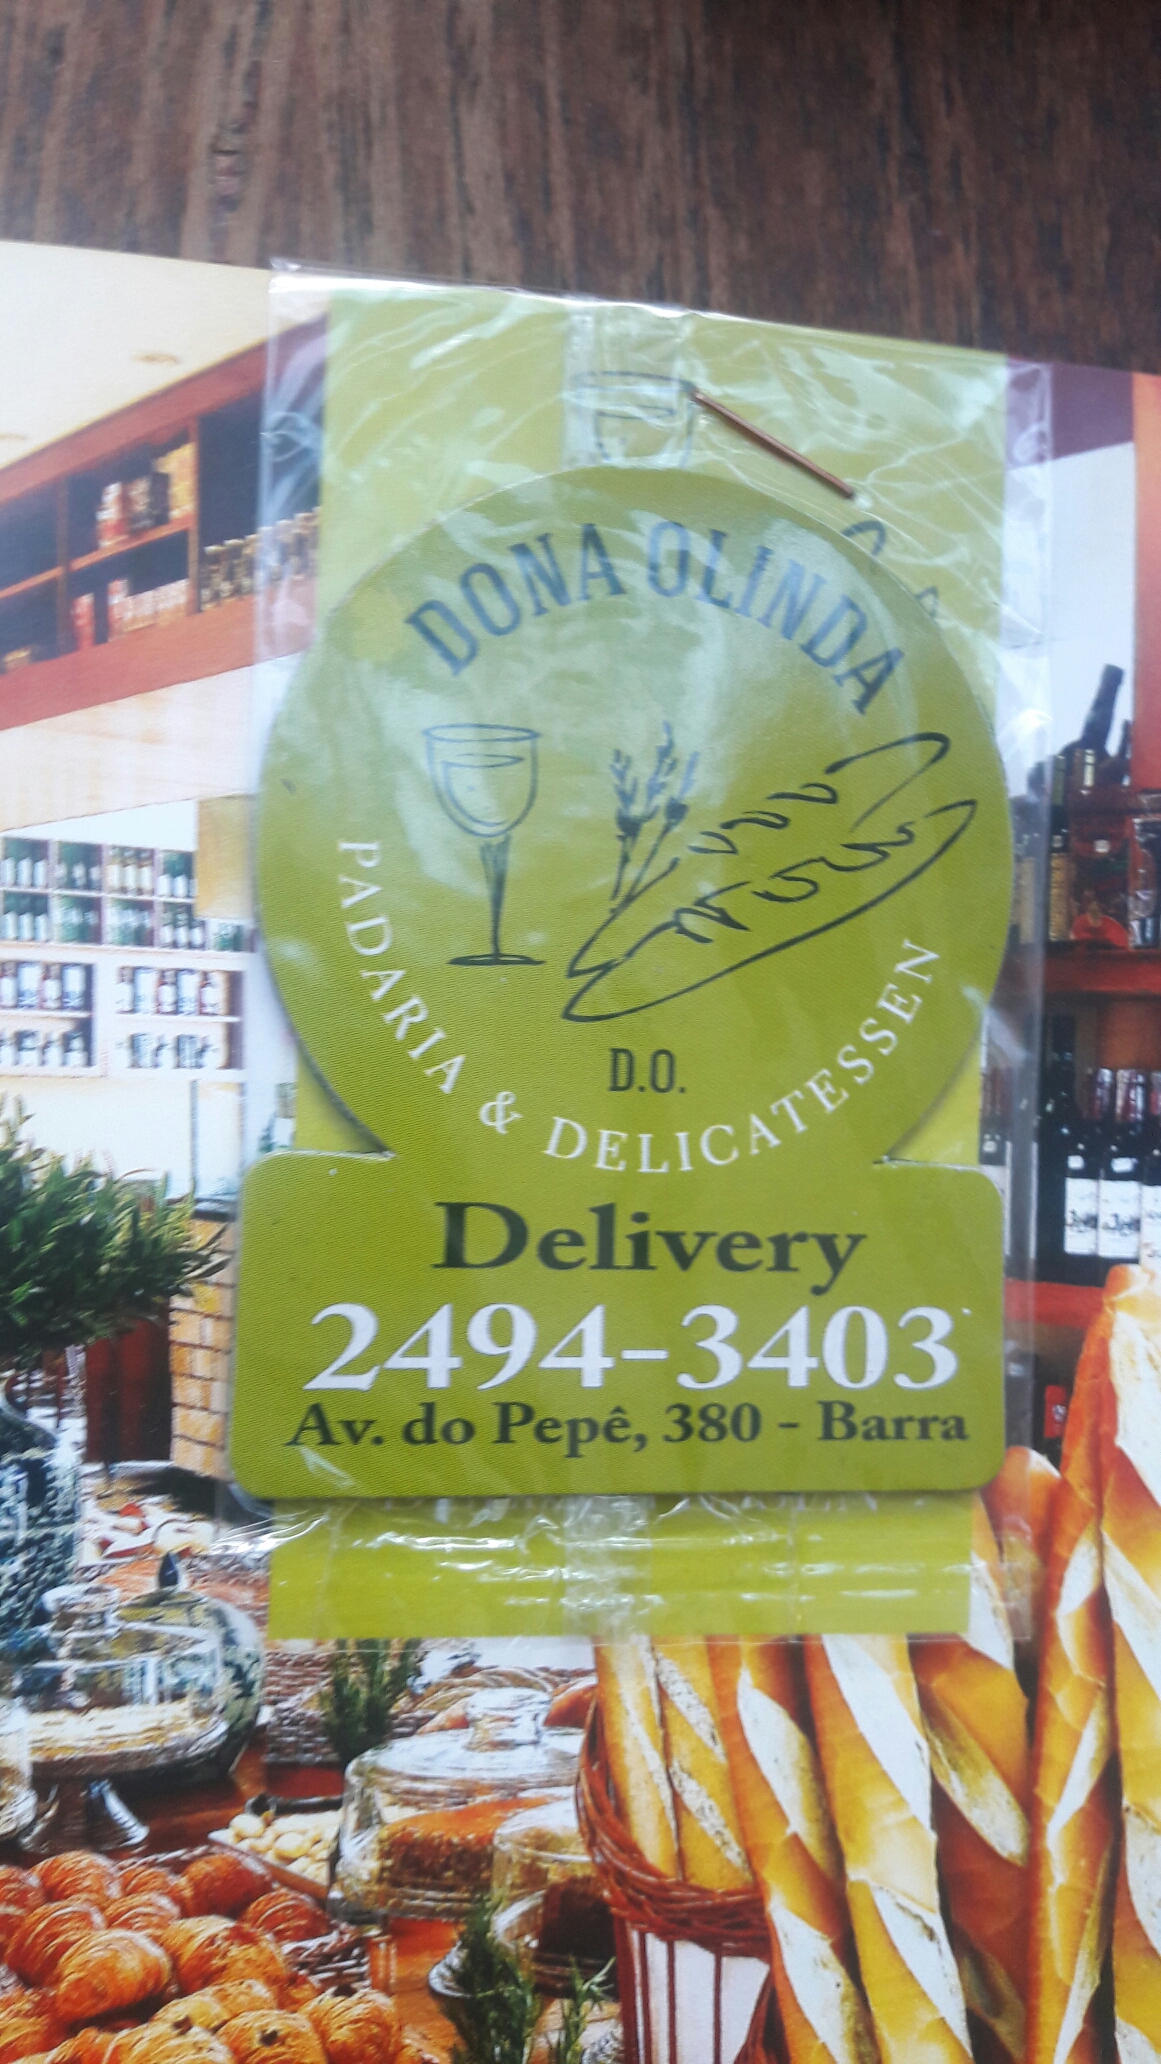 DONA OLINDA
D.O.
PADARIA & DELICATESSEN
Delivery
2494-3403
Av. do Pepê, 380 - Barra